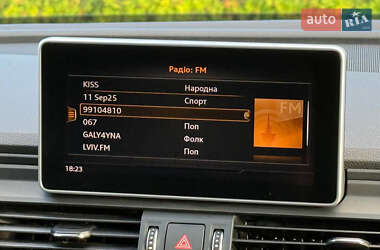 auto RIA
Радіо: FM
KISS Народна
11 Sep25 Спорт
99104810
067 Поп
GALY4YNA Фолк
LVIV.FM Поп
FM
18:23